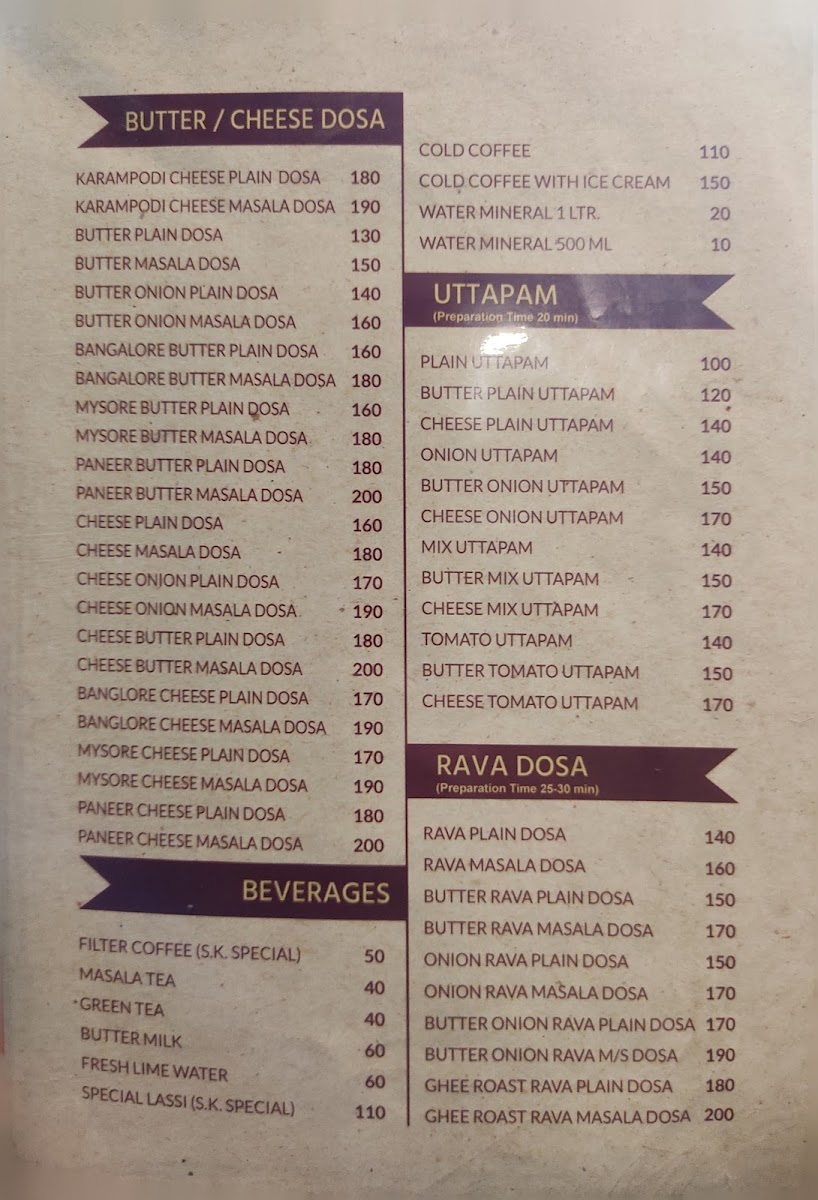 BUTTER / CHEESE DOSA
KARAMPODI CHEESE PLAIN DOSA 180
KARAMPODI CHEESE MASALA DOSA 190
BUTTER PLAIN DOSA 130
BUTTER MASALA DOSA 150
BUTTER ONION PLAIN DOSA 140
BUTTER ONION MASALA DOSA 160
BANGALORE BUTTER PLAIN DOSA 160
BANGALORE BUTTER MASALA DOSA 180
MYSORE BUTTER PLAIN DOSA 160
MYSORE BUTTER MASALA DOSA 180
PANEER BUTTER PLAIN DOSA 180
PANEER BUTTER MASALA DOSA 200
CHEESE PLAIN DOSA 160
CHEESE MASALA DOSA 180
CHEESE ONION PLAIN DOSA 170
CHEESE ONION MASALA DOSA 190
CHEESE BUTTER PLAIN DOSA 180
CHEESE BUTTER MASALA DOSA 200
BANGLORE CHEESE PLAIN DOSA 170
BANGLORE CHEESE MASALA DOSA 190
MYSORE CHEESE PLAIN DOSA 170
MYSORE CHEESE MASALA DOSA 190
PANEER CHEESE PLAIN DOSA 180
PANEER CHEESE MASALA DOSA 200
BEVERAGES
FILTER COFFEE (S.K. SPECIAL) 50
MASALA TEA 40
GREEN TEA 40
BUTTER MILK 60
FRESH LIME WATER 60
SPECIAL LASSI (S.K. SPECIAL) 110
COLD COFFEE 110
COLD COFFEE WITH ICE CREAM 150
WATER MINERAL 1 LTR. 20
WATER MINERAL 500 ML 10
UTTAPAM
(Preparation Time 20 min)
PLAIN UTTAPAM 100
BUTTER PLAIN UTTAPAM 120
CHEESE PLAIN UTTAPAM 140
ONION UTTAPAM 140
BUTTER ONION UTTAPAM 150
CHEESE ONION UTTAPAM 170
MIX UTTAPAM 140
BUTTER MIX UTTAPAM 150
CHEESE MIX UTTAPAM 170
TOMATO UTTAPAM 140
BUTTER TOMATO UTTAPAM 150
CHEESE TOMATO UTTAPAM 170
RAVA DOSA
(Preparation Time 25-30 min)
RAVA PLAIN DOSA 140
RAVA MASALA DOSA 160
BUTTER RAVA PLAIN DOSA 150
BUTTER RAVA MASALA DOSA 170
ONION RAVA PLAIN DOSA 150
ONION RAVA MASALA DOSA 170
BUTTER ONION RAVA PLAIN DOSA 170
BUTTER ONION RAVA M/S DOSA 190
GHEE ROAST RAVA PLAIN DOSA 180
GHEE ROAST RAVA MASALA DOSA 200